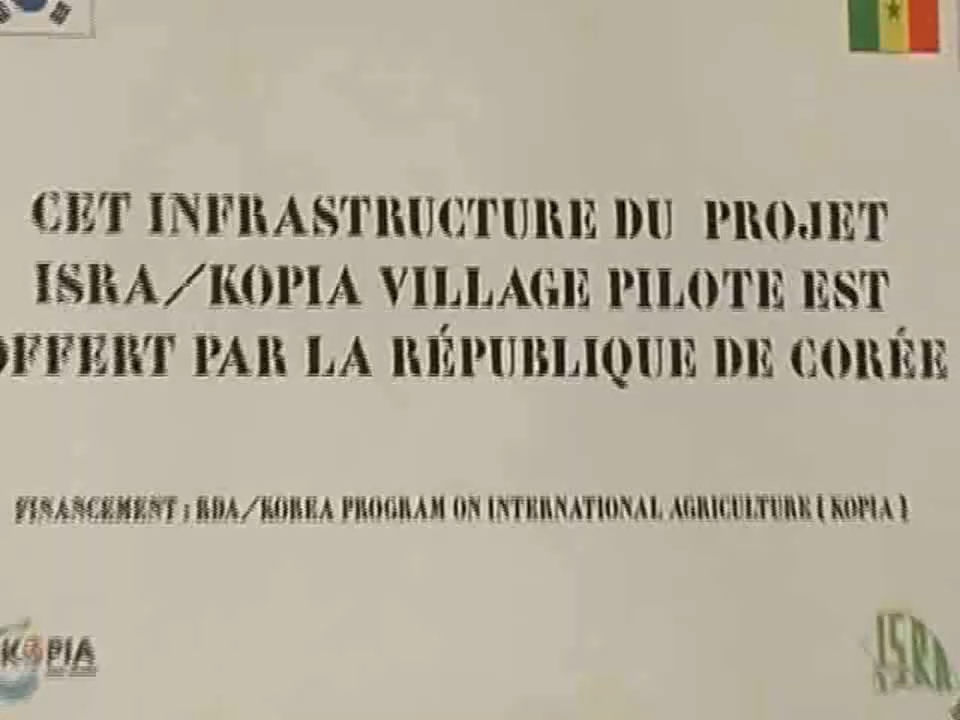 CET INFRASTRUCTURE DU PROJET
ISRA/KOPIA VILLAGE PILOTE EST
OFFERT PAR LA RÉPUBLIQUE DE CORÉE
FINANCEMENT : RDA/KOREA PROGRAM ON INTERNATIONAL AGRICULTURE ( KOPIA )
KOPIA
ISRA